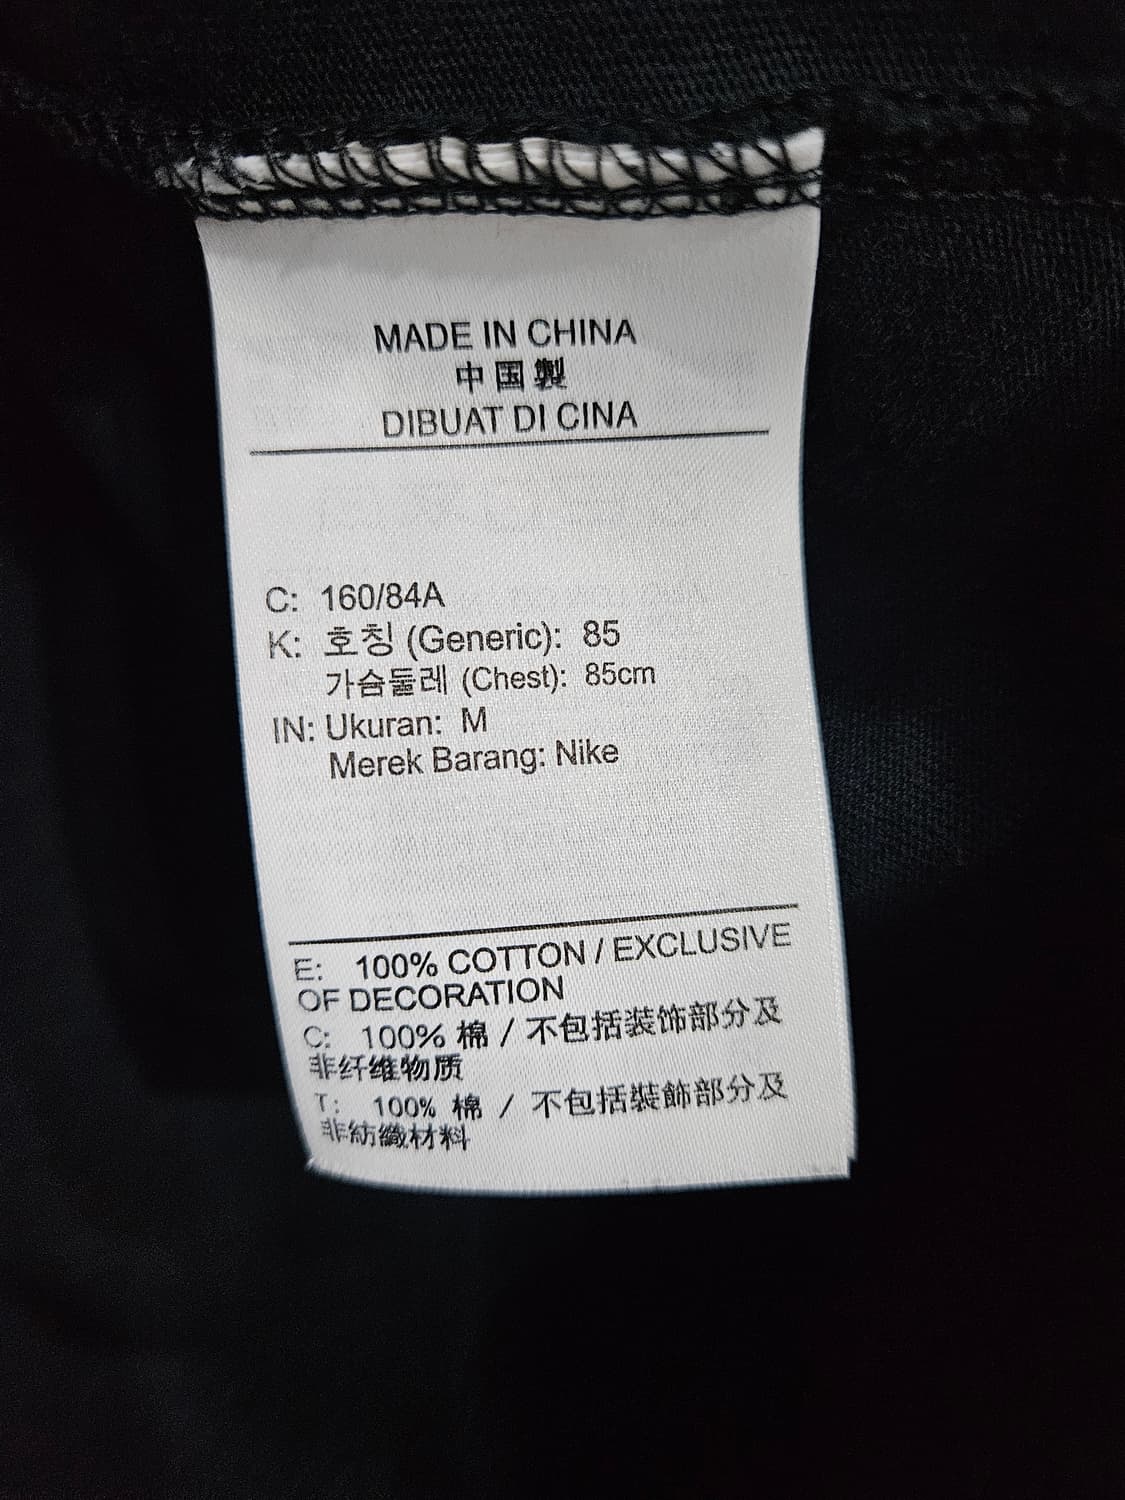 MADE IN CHINA
中国製
DIBUAT DI CINA
C: 160/84A
K: 호칭 (Generic): 85
가슴둘레 (Chest): 85cm
IN: Ukuran: M
Merek Barang: Nike
E: 100% COTTON / EXCLUSIVE
OF DECORATION
C: 100% 棉 / 不包括装饰部分及
非纤维物质
T: 100% 棉 / 不包括裝飾部分及
非紡織材料